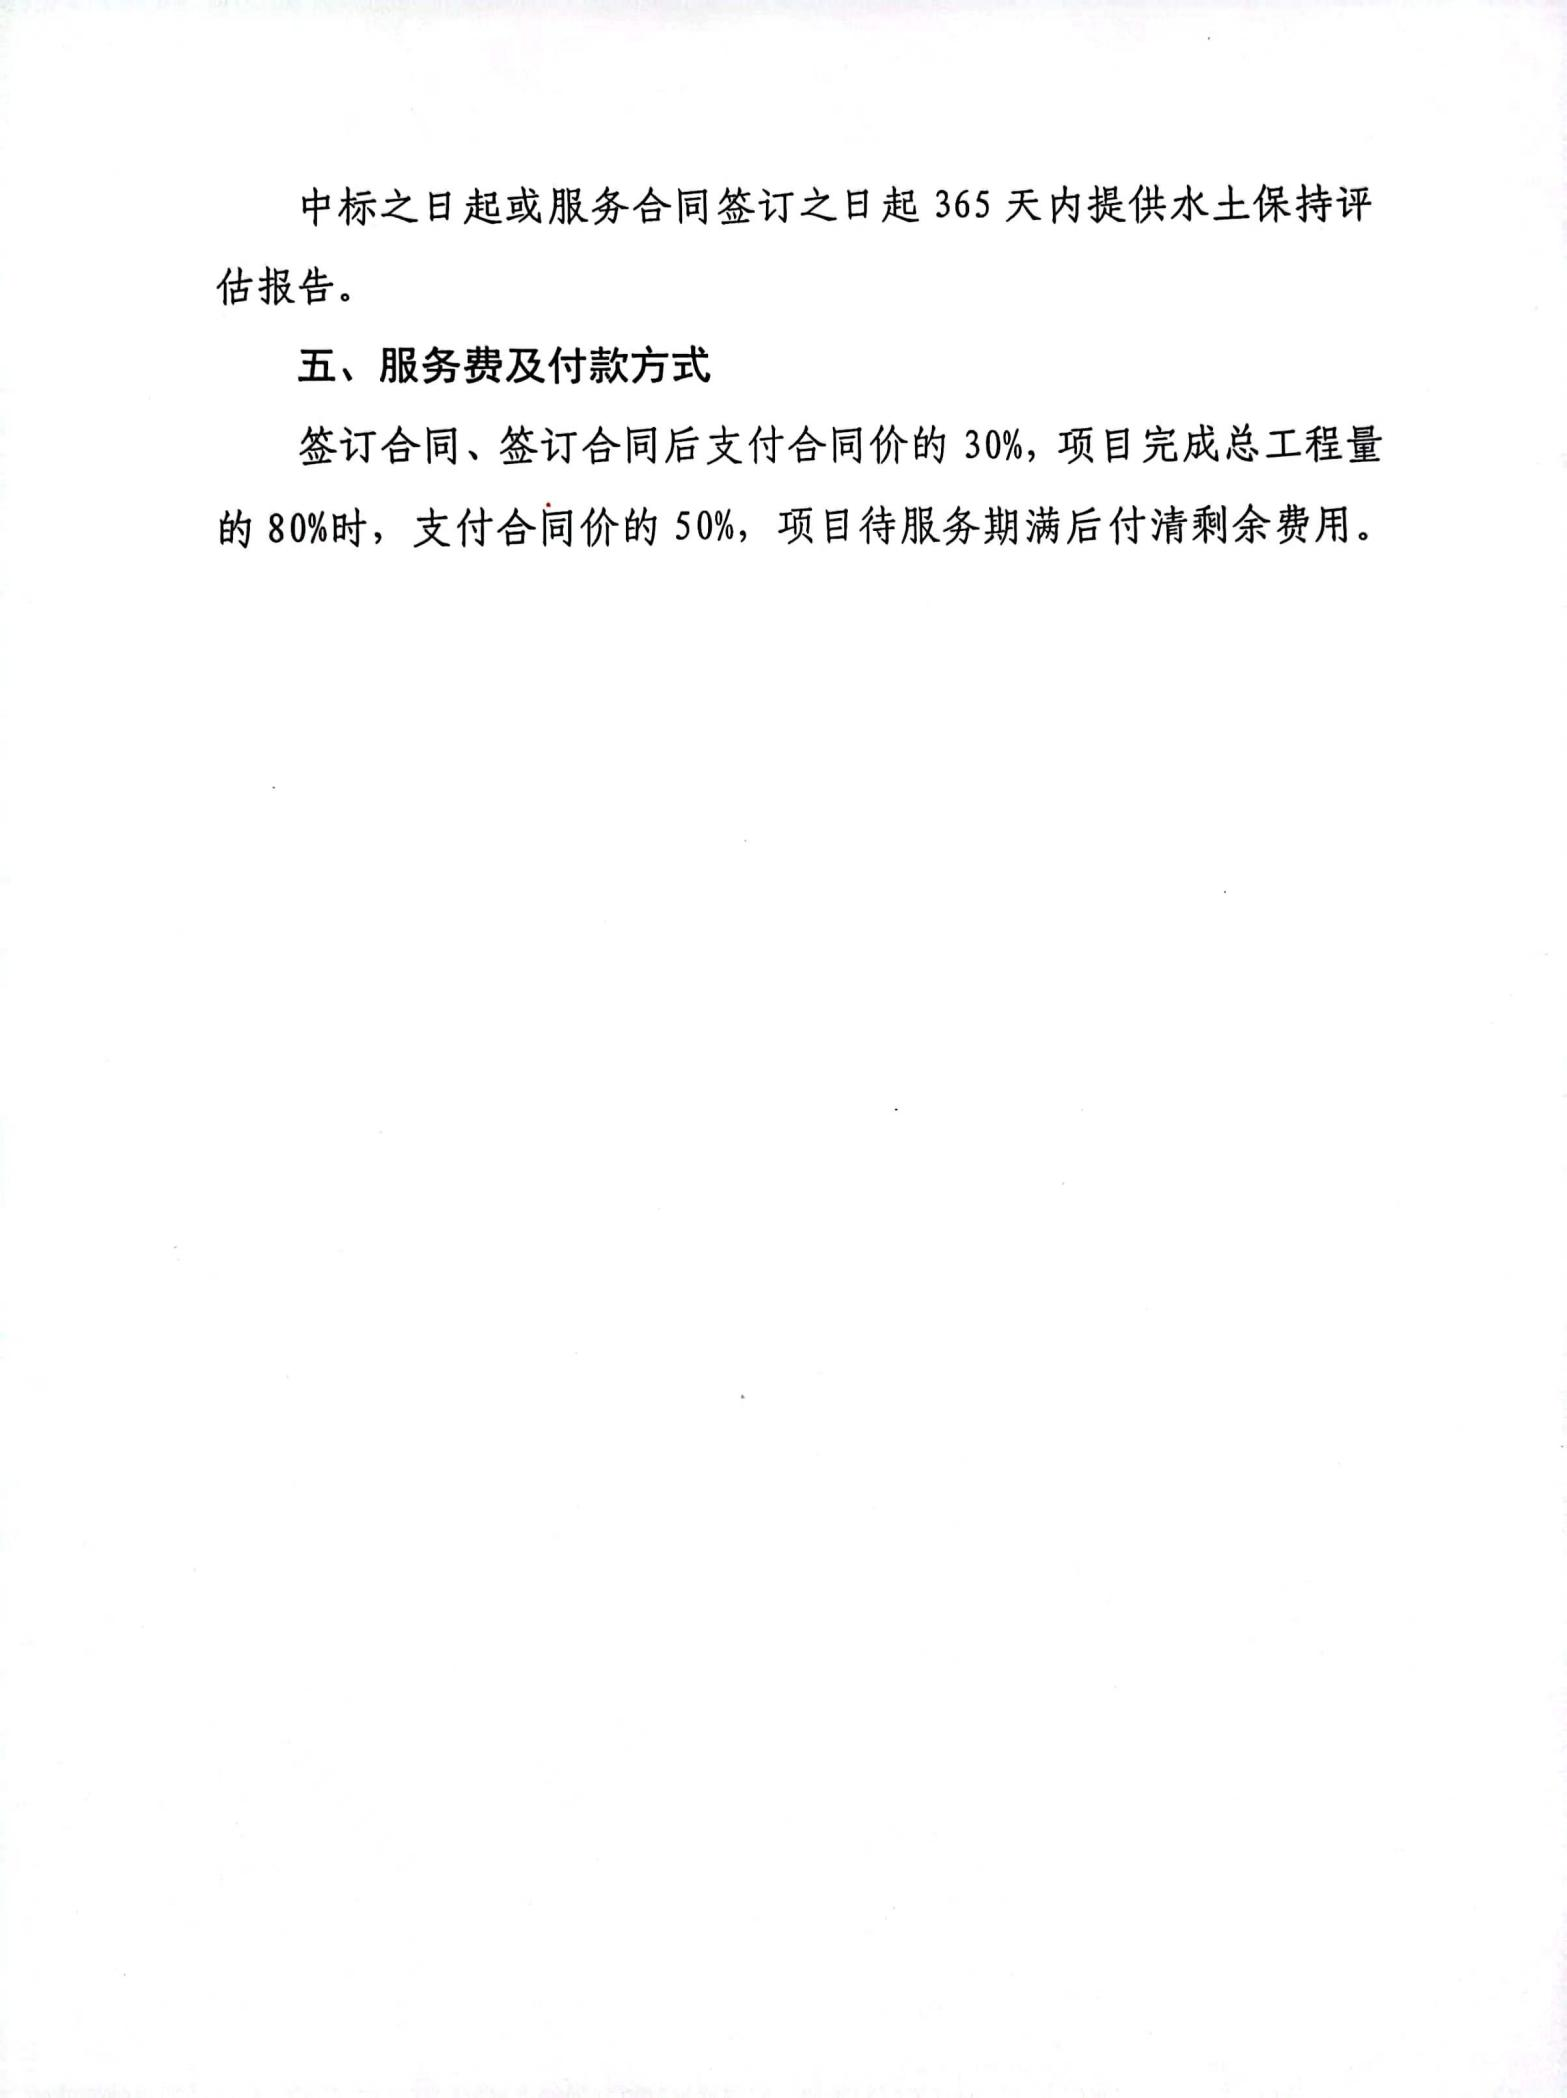 中标之日起或服务合同签订之日起 365 天内提供水土保持评
估报告。
五、服务费及付款方式
签订合同、签订合同后支付合同价的 30%，项目完成总工程量
的 80%时，支付合同价的 50%，项目待服务期满后付清剩余费用。